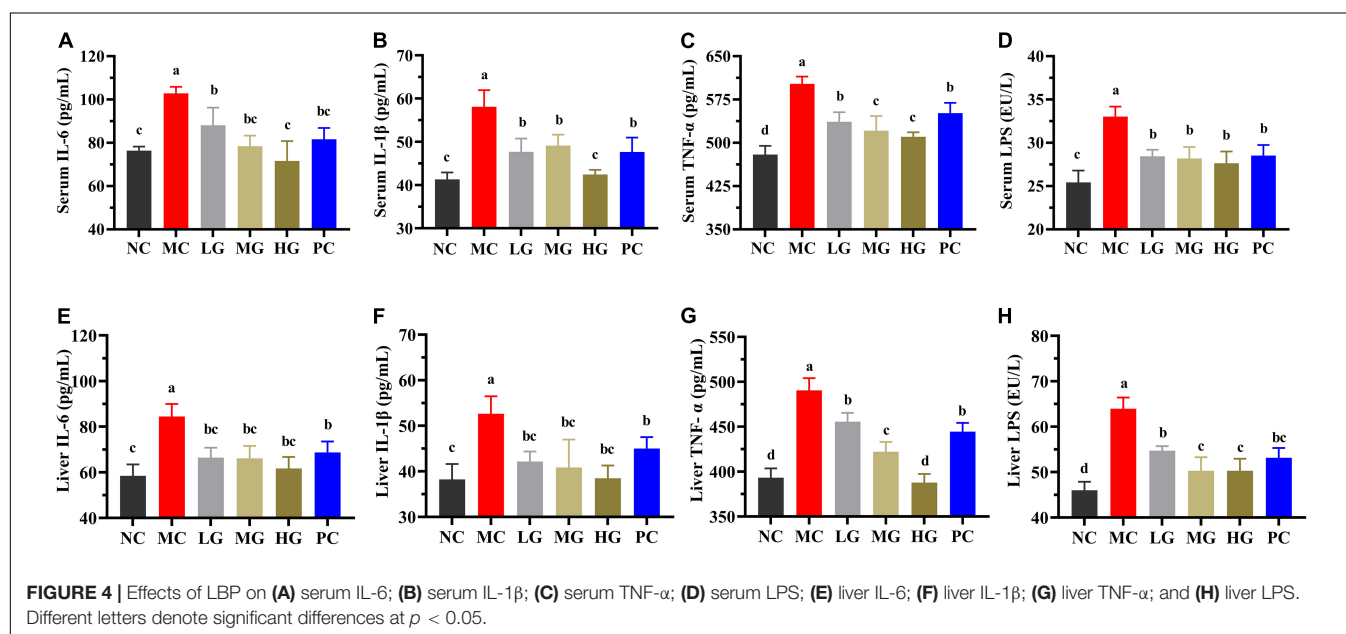 A
Serum IL-6 (pg/mL)
120
100
80
60
40
c
a
b
bc
c
bc
NC MC LG MG HG PC
B
Serum IL-1β (pg/mL)
70
60
50
40
30
c
a
b
b
c
b
NC MC LG MG HG PC
C
Serum TNF-α (pg/mL)
650
575
500
425
350
d
a
b
c
c
b
NC MC LG MG HG PC
D
Serum LPS (EU/L)
40
35
30
25
20
c
a
b
b
b
b
NC MC LG MG HG PC
E
Liver IL-6 (pg/mL)
120
100
80
60
40
c
a
bc
bc
bc
b
NC MC LG MG HG PC
F
Liver IL-1β (pg/mL)
70
60
50
40
30
c
a
bc
bc
bc
b
NC MC LG MG HG PC
G
Liver TNF- α (pg/mL)
550
500
450
400
350
d
a
b
c
d
b
NC MC LG MG HG PC
H
Liver LPS (EU/L)
80
70
60
50
40
d
a
b
c
c
bc
NC MC LG MG HG PC
FIGURE 4 | Effects of LBP on (A) serum IL-6; (B) serum IL-1β; (C) serum TNF-α; (D) serum LPS; (E) liver IL-6; (F) liver IL-1β; (G) liver TNF-α; and (H) liver LPS.
Different letters denote significant differences at p < 0.05.